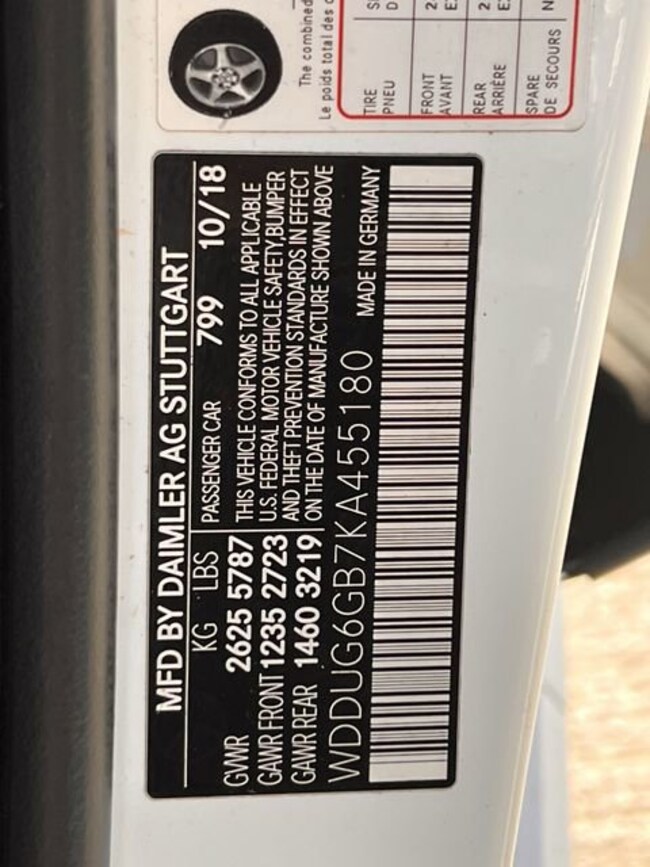 The combined
Le poids total des
TIRE
PNEU
FRONT
AVANT
REAR
ARRIÈRE
SPARE
DE SECOURS
MFD BY DAIMLER AG STUTTGART
KG LBS PASSENGER CAR 799 10/18
GWR 2625 5787
GAWR FRONT 1235 2723
GAWR REAR 1460 3219
THIS VEHICLE CONFORMS TO ALL APPLICABLE
U.S. FEDERAL MOTOR VEHICLE SAFETY,BUMPER
AND THEFT PREVENTION STANDARDS IN EFFECT
ON THE DATE OF MANUFACTURE SHOWN ABOVE
WDDUG6GB7KA455180 MADE IN GERMANY